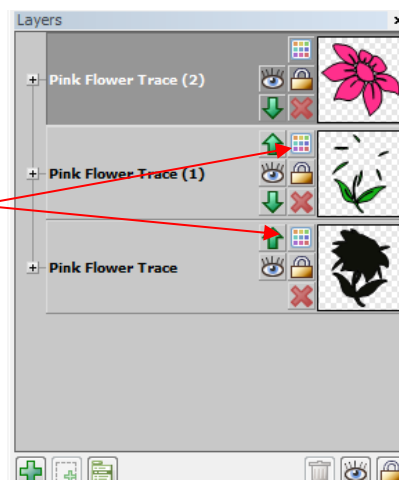 Layers
Pink Flower Trace (2)
Pink Flower Trace (1)
Pink Flower Trace